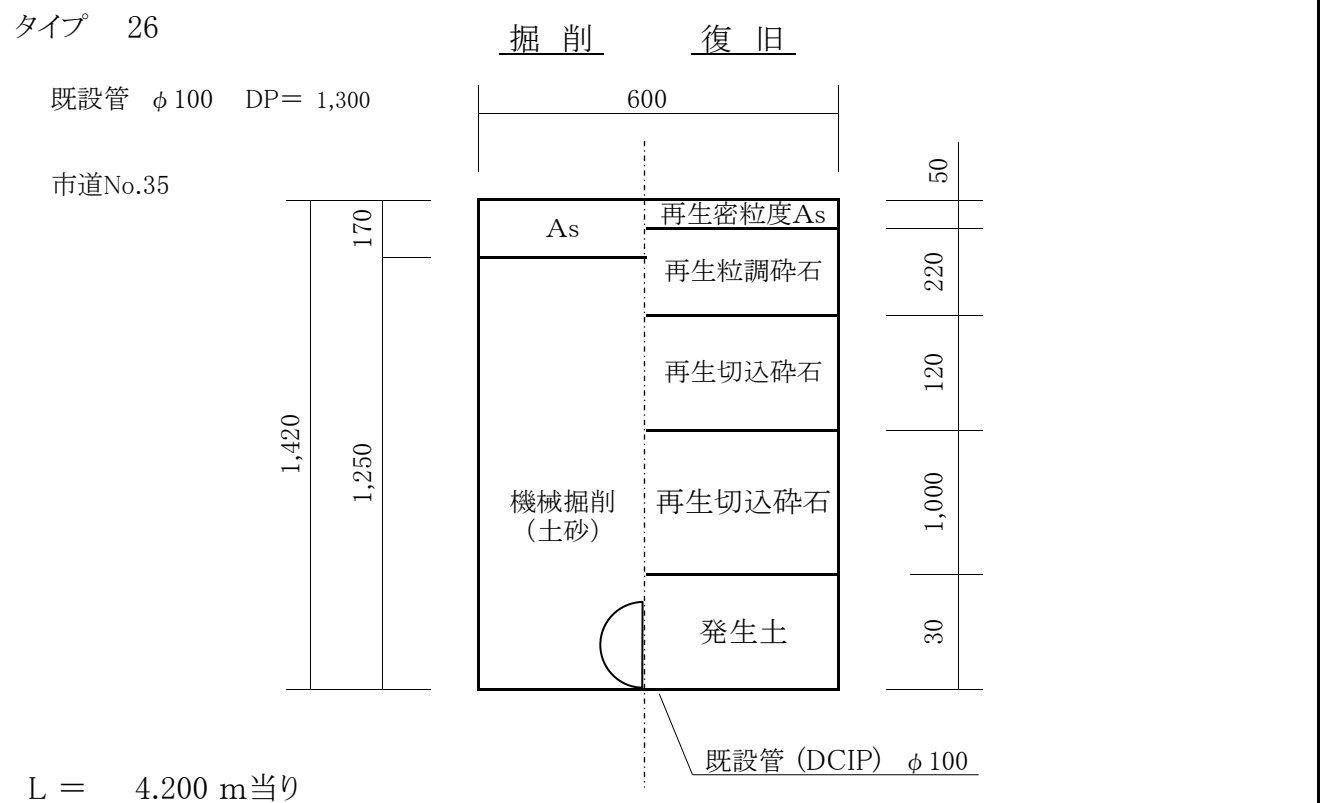 タイプ 26
掘 削 復 旧
既設管 φ100 DP＝ 1,300
600
市道No.35
50
170
As
再生密粒度As
再生粒調砕石
220
再生切込砕石
120
1,420
1,250
機械掘削
（土砂）
再生切込砕石
1,000
発生土
30
既設管（DCIP） φ100
L ＝ 4.200 m当り